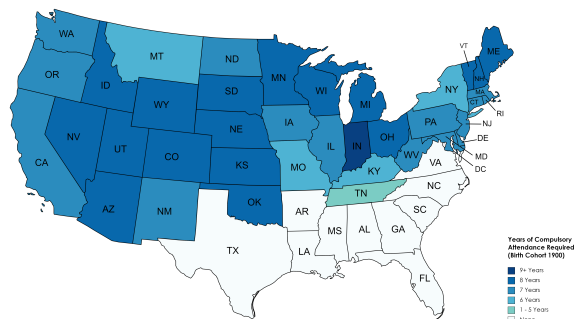 WA
MT
ND
MN
VT
ME
OR
ID
SD
WI
MI
NY
NH
MA
CT
RI
WY
NE
IA
PA
NJ
NV
UT
CO
KS
IL
IN
OH
DE
MD
DC
CA
MO
KY
WV
VA
AZ
NM
OK
AR
TN
NC
SC
TX
LA
MS
AL
GA
FL
Years of Compulsory
Attendance Required
(Birth Cohort 1900)
9+ Years
8 Years
7 Years
6 Years
1 - 5 Years